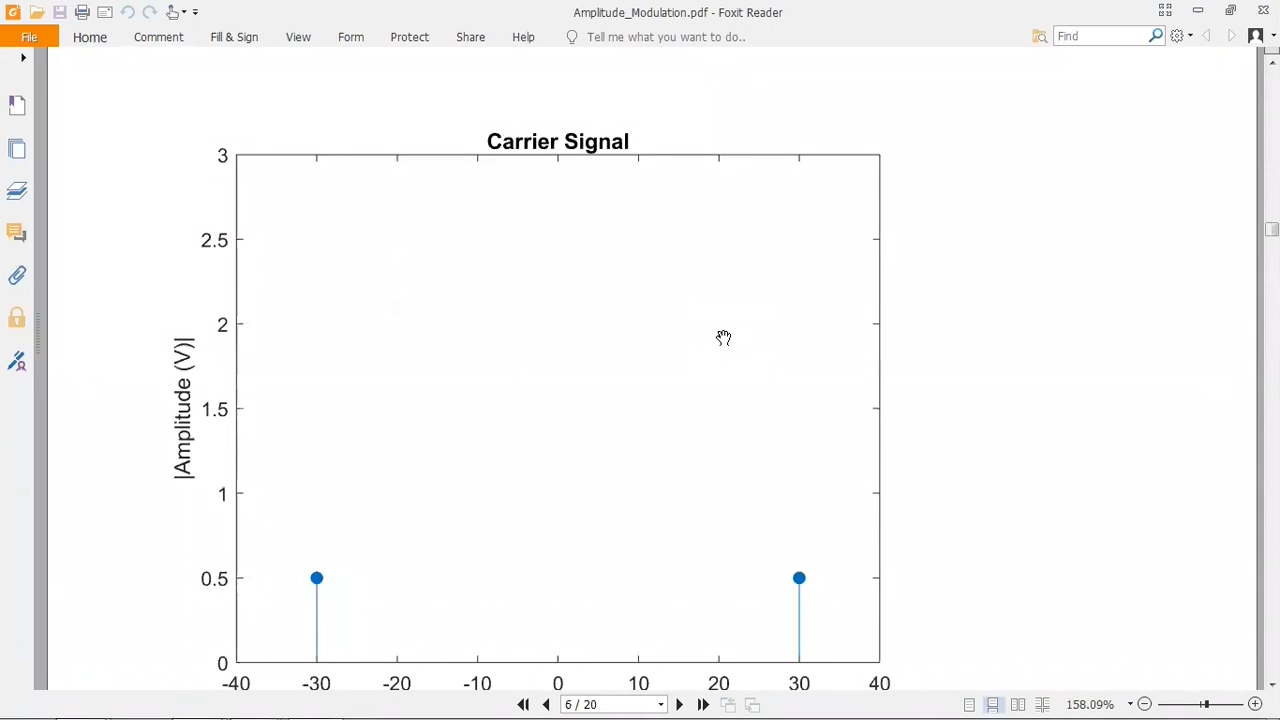 Amplitude_Modulation.pdf - Foxit Reader
File Home Comment Fill & Sign View Form Protect Share Help Tell me what you want to do.. Find
Carrier Signal
3
2.5
2
1.5
1
0.5
0
|Amplitude (V)|
-40 -30 -20 -10 0 10 20 30 40
6 / 20 158.09%